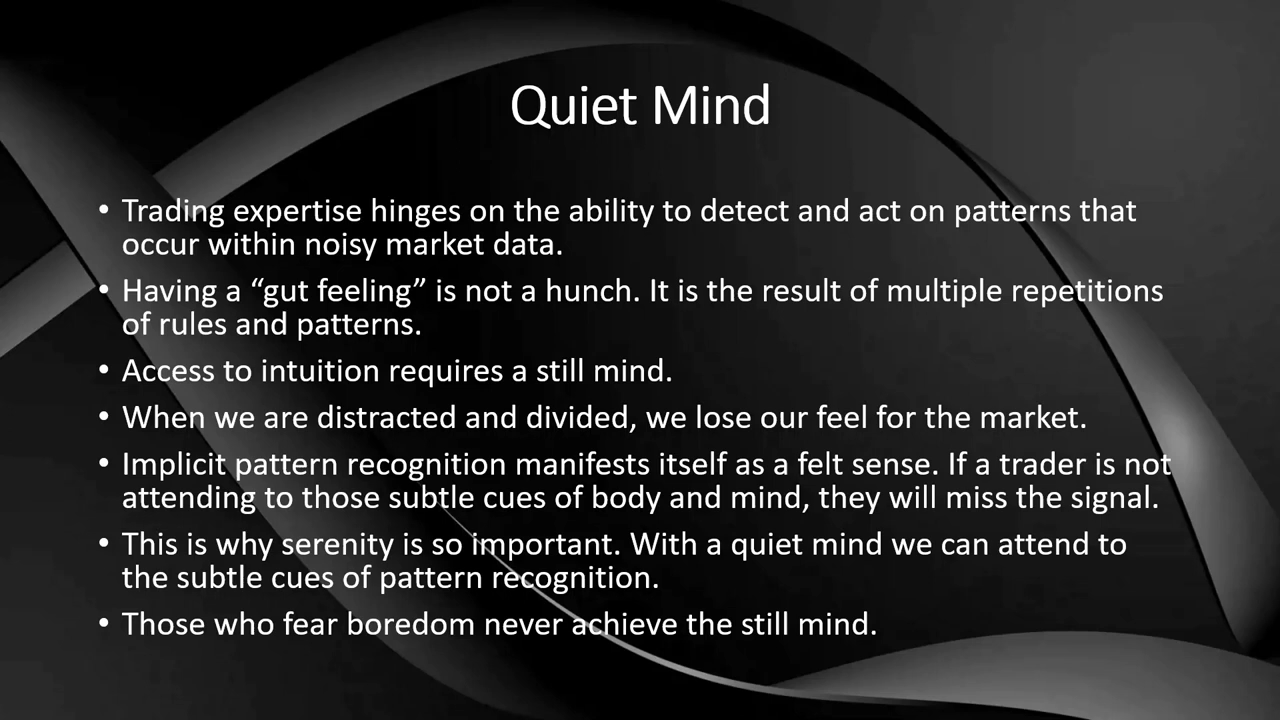 Quiet Mind
• Trading expertise hinges on the ability to detect and act on patterns that
occur within noisy market data.
• Having a “gut feeling” is not a hunch. It is the result of multiple repetitions
of rules and patterns.
• Access to intuition requires a still mind.
• When we are distracted and divided, we lose our feel for the market.
• Implicit pattern recognition manifests itself as a felt sense. If a trader is not
attending to those subtle cues of body and mind, they will miss the signal.
• This is why serenity is so important. With a quiet mind we can attend to
the subtle cues of pattern recognition.
• Those who fear boredom never achieve the still mind.